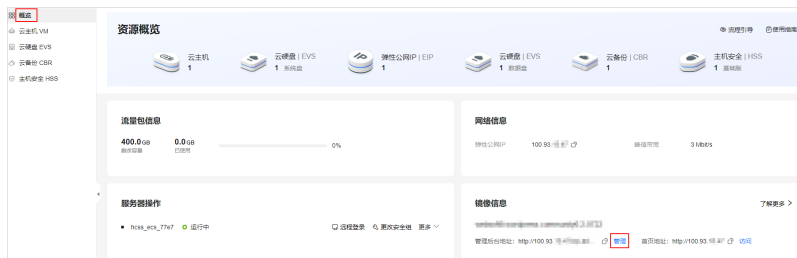 概览
云主机 VM
云硬盘 EVS
云备份 CBR
主机安全 HSS
资源概览
流程引导 使用指南
云主机 1
云硬盘 | EVS 1 系统盘
弹性公网IP | EIP 1
云硬盘 | EVS 1 数据盘
云备份 | CBR 1
主机安全 | HSS 1 基础版
流量包信息
400.0 GB 剩余容量
0.0 GB 已使用
0%
网络信息
弹性公网IP 100.93. 峰值带宽 3 Mbit/s
服务器操作
hcss_ecs_77e7 运行中 远程登录 更改安全组 更多
镜像信息 了解更多 >
管理后台地址: http://100.93 管理 首页地址: http://100.93. 访问